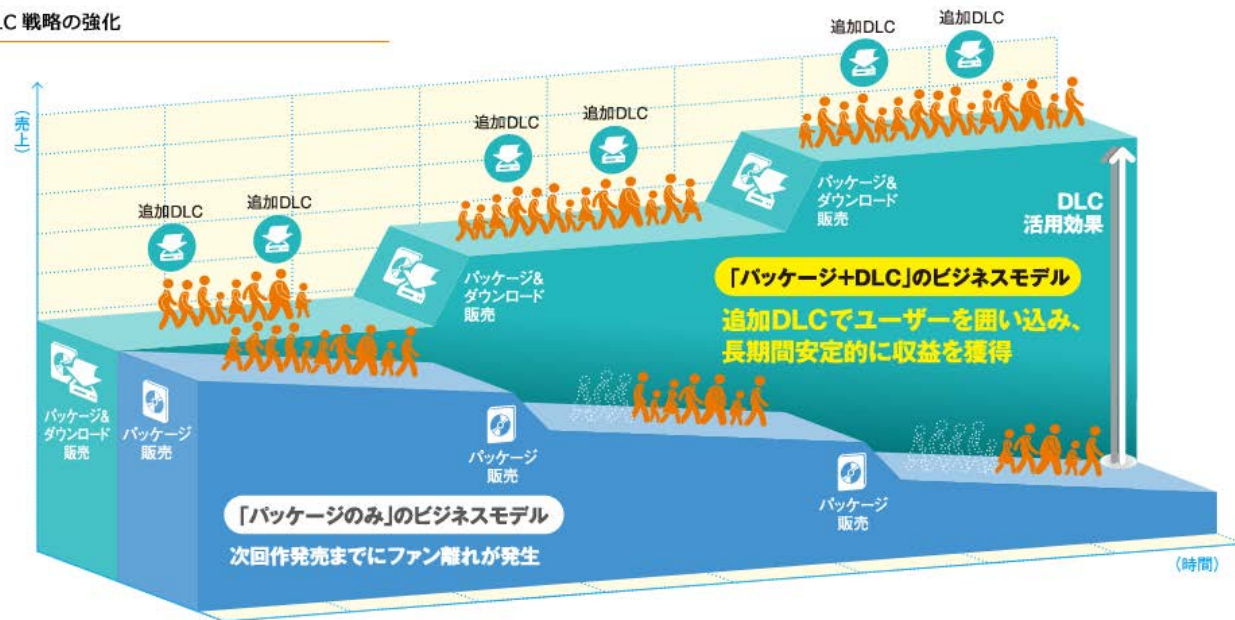 LC 戦略の強化
追加DLC
追加DLC
追加DLC
追加DLC
追加DLC
追加DLC
(売上)
パッケージ&
ダウンロード
販売
パッケージ&
ダウンロード
販売
パッケージ&
ダウンロード
販売
DLC
活用効果
「パッケージ+DLC」のビジネスモデル
追加DLCでユーザーを囲い込み、
長期間安定的に収益を獲得
パッケージ
販売
パッケージ
販売
パッケージ
販売
「パッケージのみ」のビジネスモデル
次回作発売までにファン離れが発生
(時間)